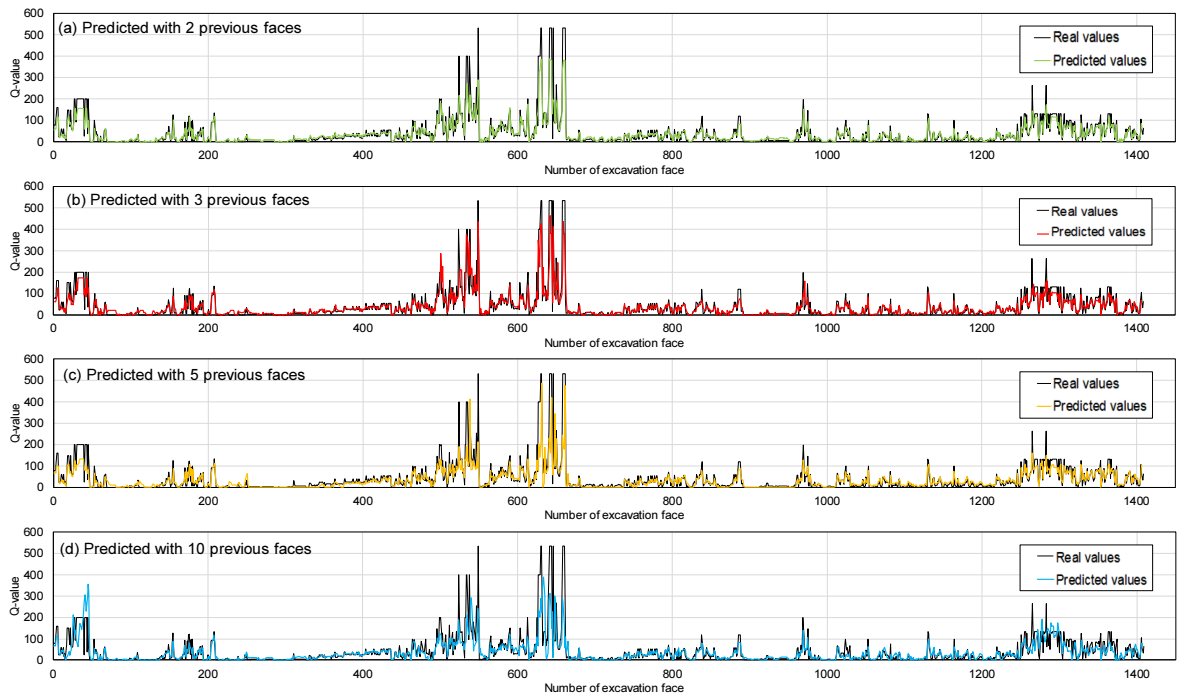 (a) Predicted with 2 previous faces
Real values
Predicted values
Q-value
600
500
400
300
200
100
0
0 200 400 600 800 1000 1200 1400
Number of excavation face
(b) Predicted with 3 previous faces
Real values
Predicted values
Q-value
600
500
400
300
200
100
0
0 200 400 600 800 1000 1200 1400
Number of excavation face
(c) Predicted with 5 previous faces
Real values
Predicted values
Q-value
600
500
400
300
200
100
0
0 200 400 600 800 1000 1200 1400
Number of excavation face
(d) Predicted with 10 previous faces
Real values
Predicted values
Q-value
600
500
400
300
200
100
0
0 200 400 600 800 1000 1200 1400
Number of excavation face